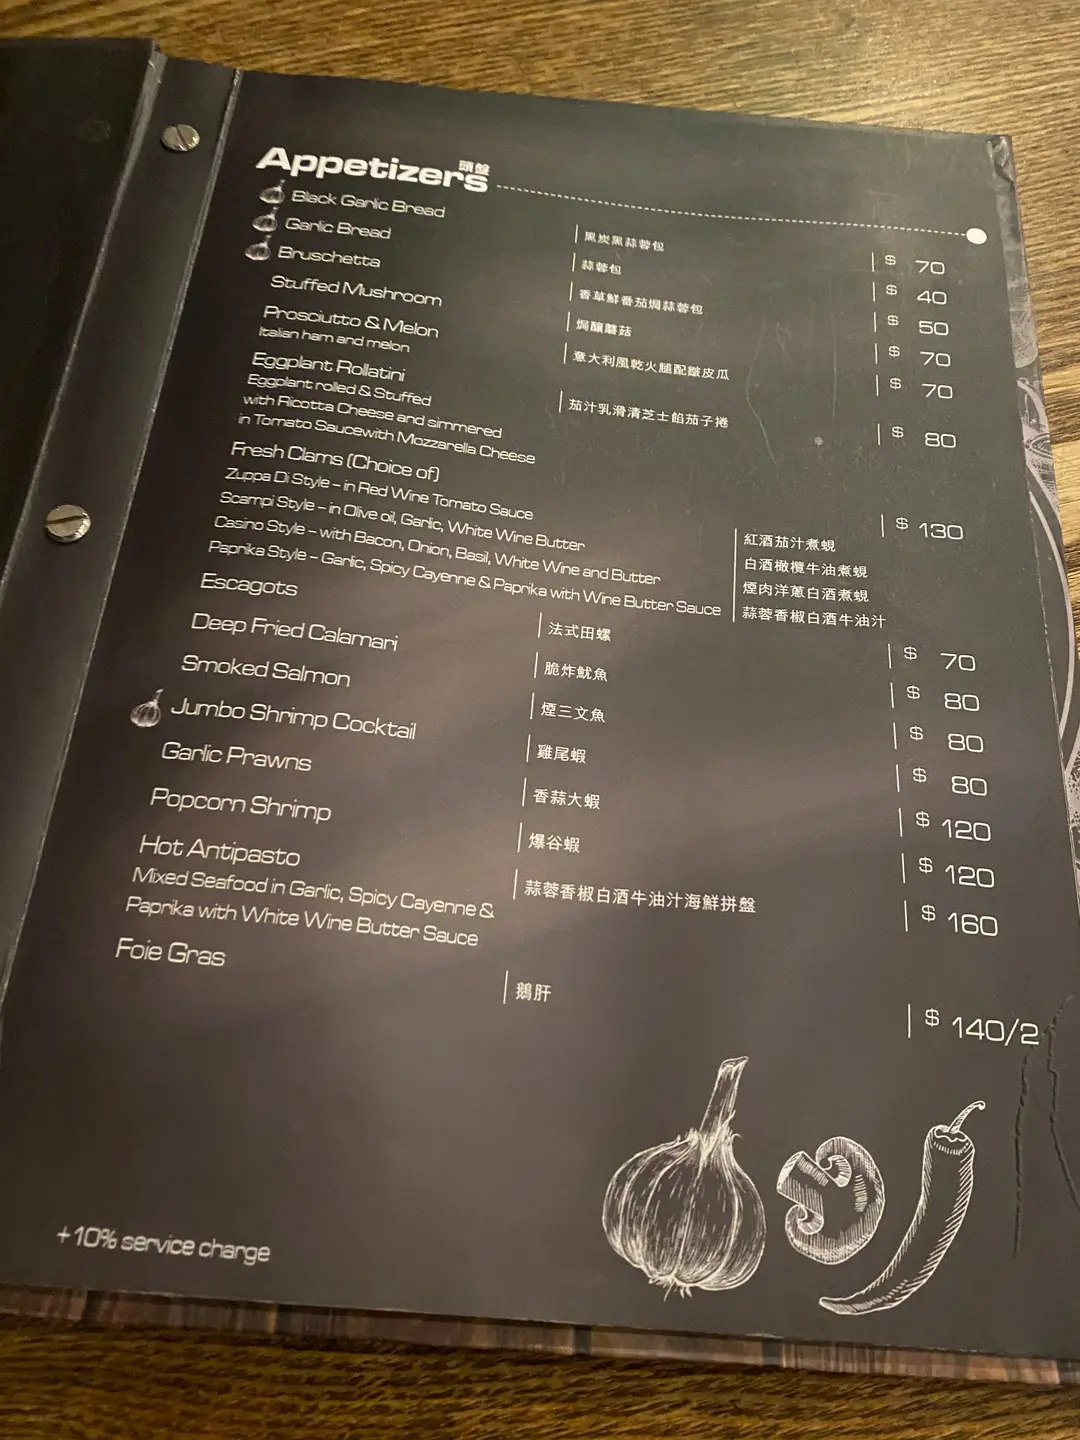 Appetizers 頭盤
Black Garlic Bread 黑炭黑蒜蓉包 $ 70
Garlic Bread 蒜蓉包 $ 40
Bruschetta 香草鮮番茄焗蒜蓉包 $ 50
Stuffed Mushroom 焗釀蘑菇 $ 70
Prosciutto & Melon 意大利風乾火腿配皺皮瓜 $ 70
Italian ham and melon
Eggplant Rollatini 茄汁乳滑清芝士餡茄子捲 $ 80
Eggplant rolled & Stuffed
with Ricotta Cheese and simmered
in Tomato Saucewith Mozzarella Cheese
Fresh Clams (Choice of) $ 130
Zuppa Di Style – in Red Wine Tomato Sauce 紅酒茄汁煮蜆
Scampi Style – in Olive oil, Garlic, White Wine Butter 白酒橄欖牛油煮蜆
Casino Style – with Bacon, Onion, Basil, White Wine and Butter 煙肉洋蔥白酒煮蜆
Paprika Style – Garlic, Spicy Cayenne & Paprika with Wine Butter Sauce 蒜蓉香椒白酒牛油汁
Escagots 法式田螺 $ 70
Deep Fried Calamari 脆炸魷魚 $ 80
Smoked Salmon 煙三文魚 $ 80
Jumbo Shrimp Cocktail 雞尾蝦 $ 80
Garlic Prawns 香蒜大蝦 $ 120
Popcorn Shrimp 爆谷蝦 $ 120
Hot Antipasto 蒜蓉香椒白酒牛油汁海鮮拼盤 $ 160
Mixed Seafood in Garlic, Spicy Cayenne &
Paprika with White Wine Butter Sauce
Foie Gras 鵝肝 $ 140/2
+10% service charge